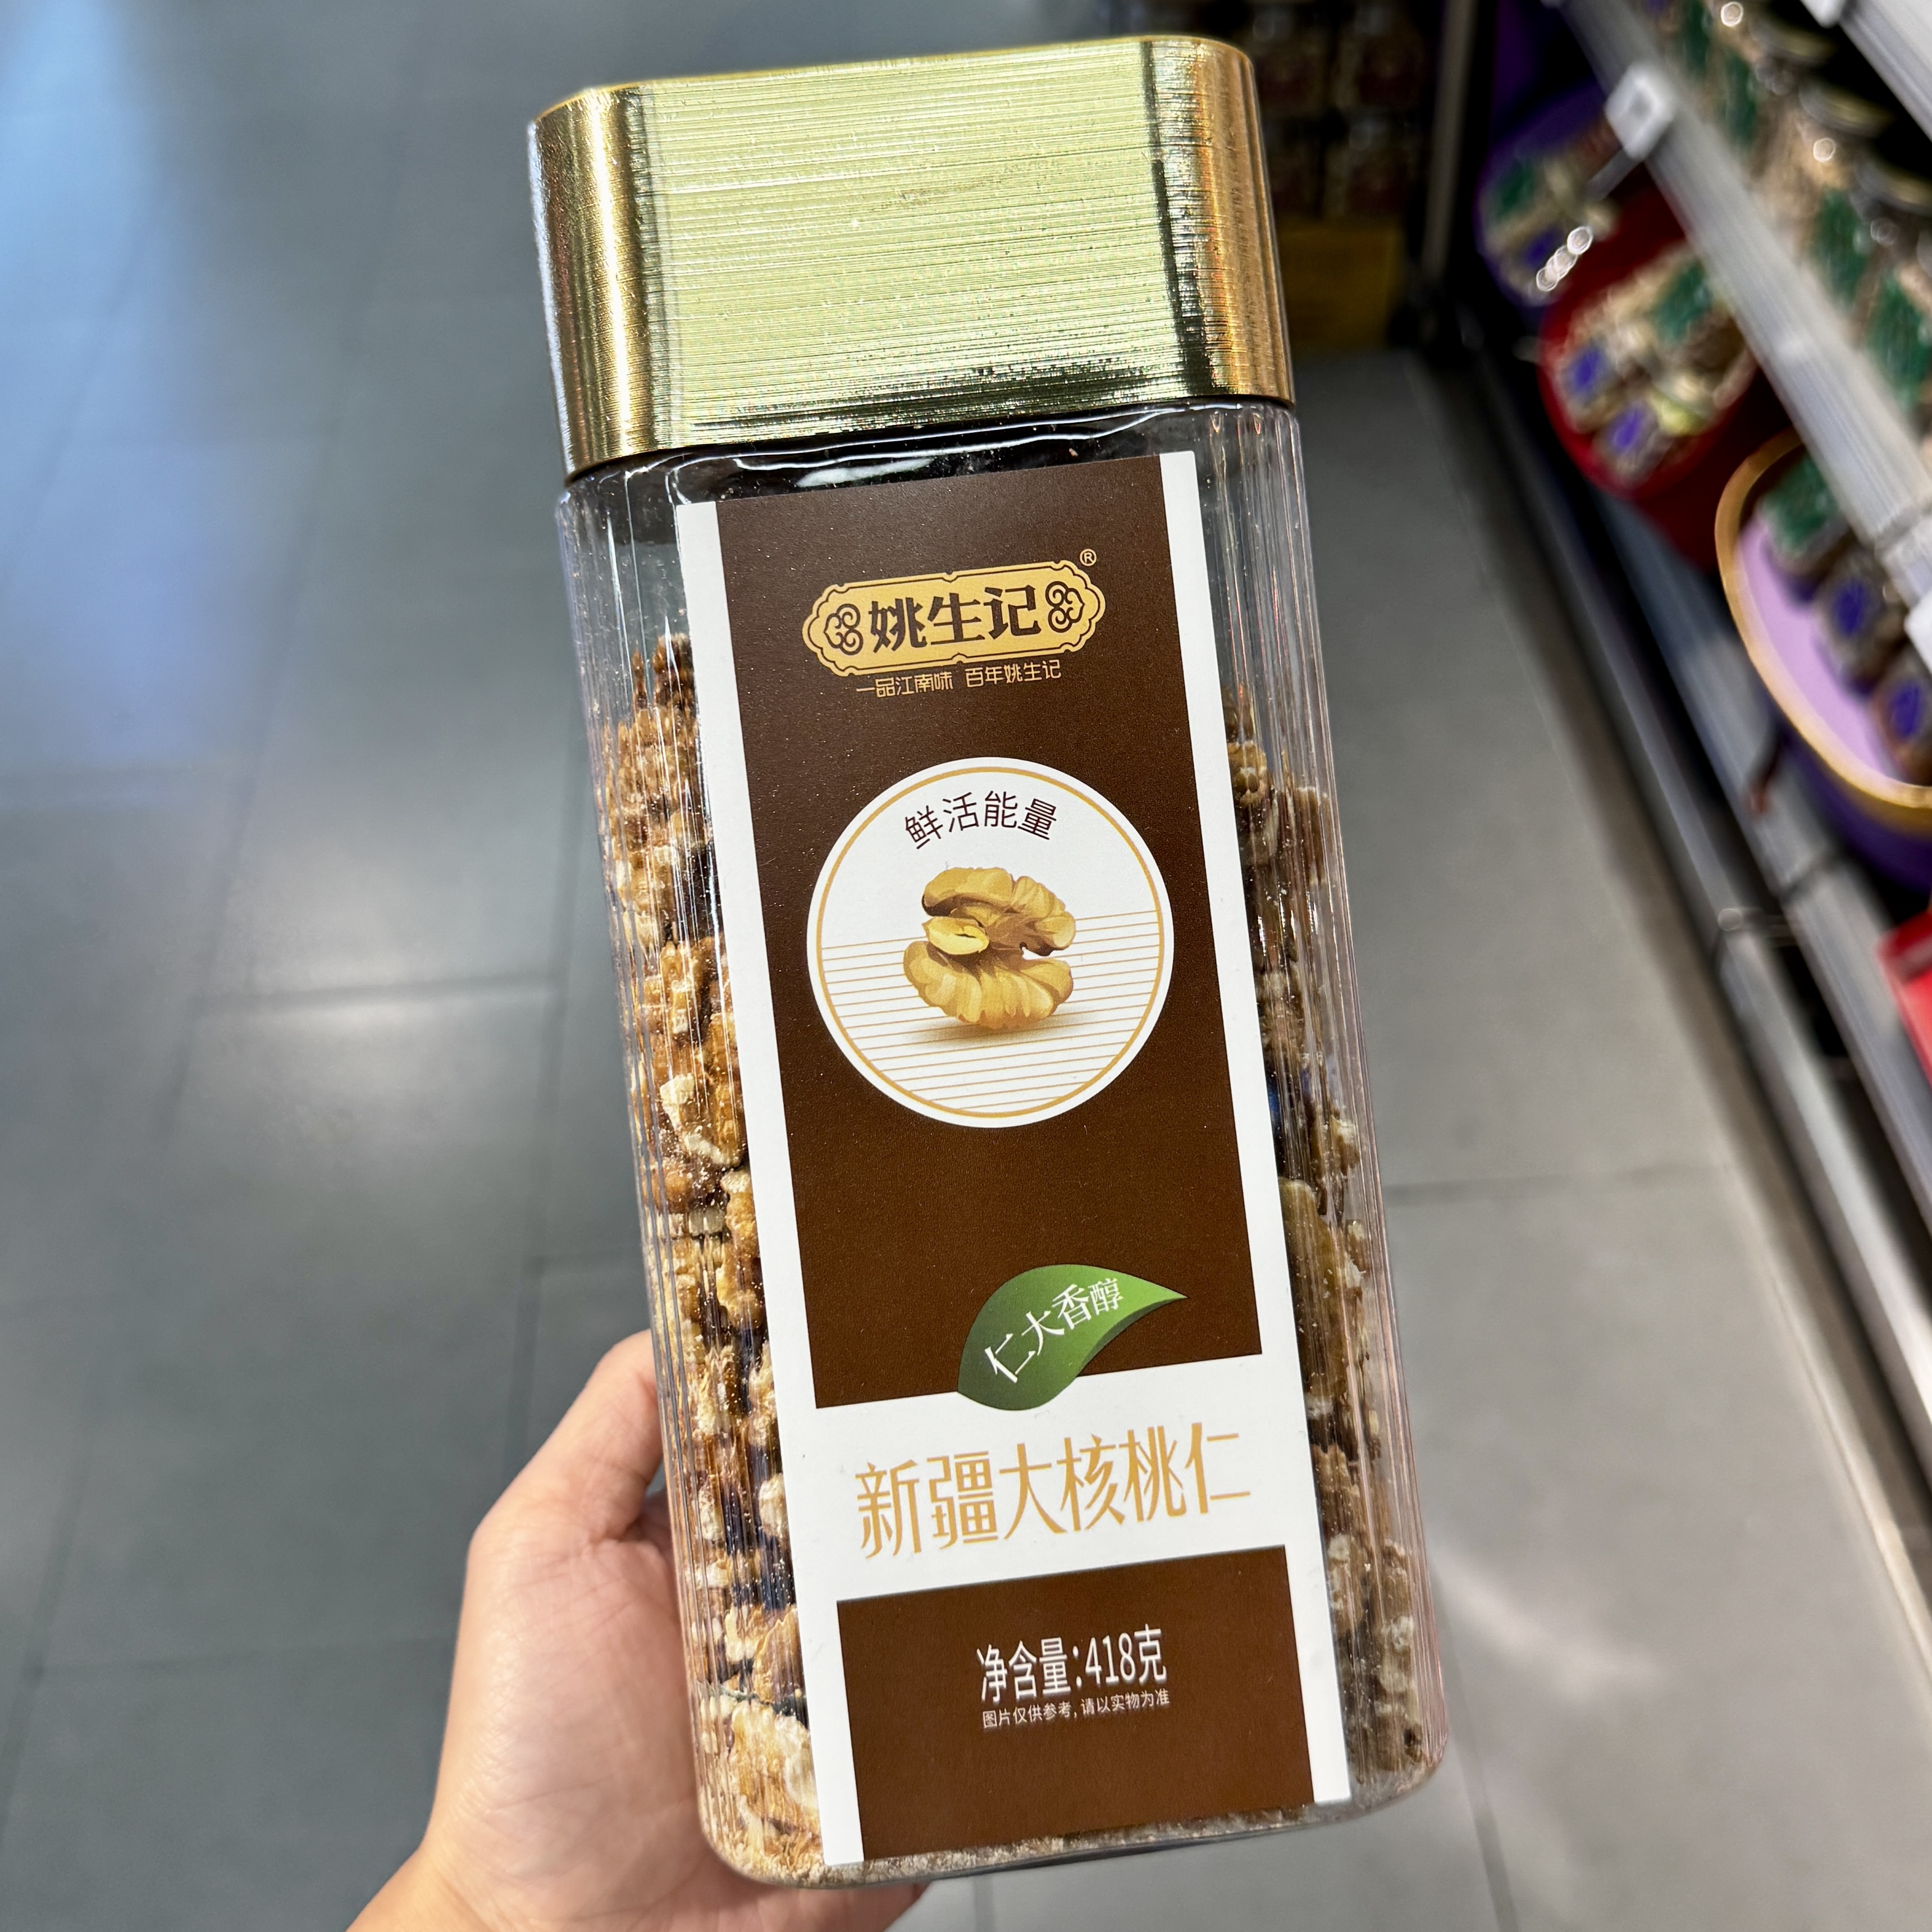 姚生记®
一品江南味 百年姚生记
鲜活能量
仁大香醇
新疆大核桃仁
净含量:418克
图片仅供参考,请以实物为准